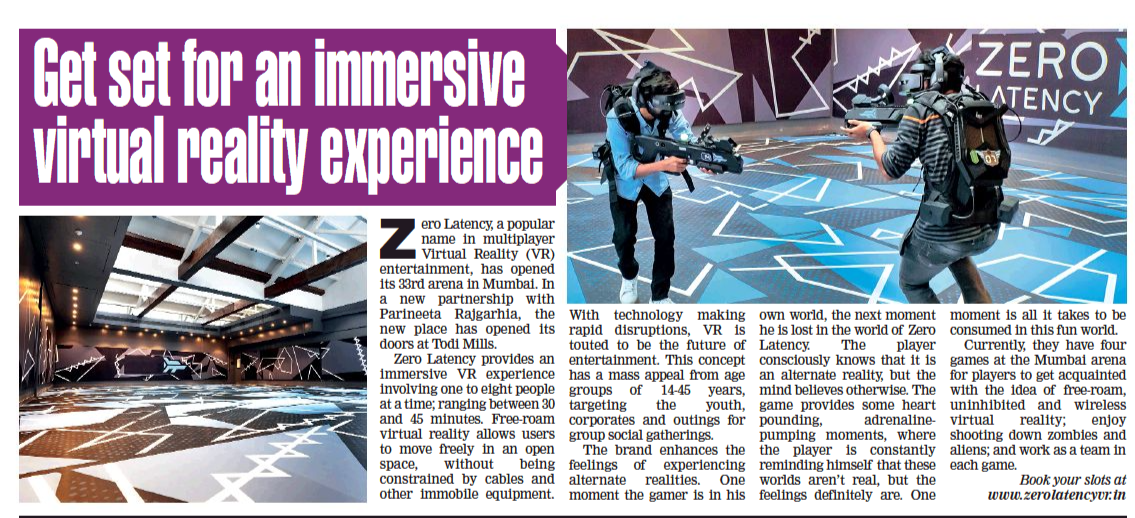 Get set for an immersive
virtual reality experience
ZERO
LATENCY
Zero Latency, a popular
name in multiplayer
Virtual Reality (VR)
entertainment, has opened
its 33rd arena in Mumbai. In
a new partnership with
Parineeta Rajgarhia, the
new place has opened its
doors at Todi Mills.
Zero Latency provides an
immersive VR experience
involving one to eight people
at a time; ranging between 30
and 45 minutes. Free-roam
virtual reality allows users
to move freely in an open
space, without being
constrained by cables and
other immobile equipment.
With technology making
rapid disruptions, VR is
touted to be the future of
entertainment. This concept
has a mass appeal from age
groups of 14-45 years,
targeting the youth,
corporates and outings for
group social gatherings.
The brand enhances the
feelings of experiencing
alternate realities. One
moment the gamer is in his
own world, the next moment
he is lost in the world of Zero
Latency. The player
consciously knows that it is
an alternate reality, but the
mind believes otherwise. The
game provides some heart
pounding, adrenaline-
pumping moments, where
the player is constantly
reminding himself that these
worlds aren't real, but the
feelings definitely are. One
moment is all it takes to be
consumed in this fun world.
Currently, they have four
games at the Mumbai arena
for players to get acquainted
with the idea of free-roam,
uninhibited and wireless
virtual reality; enjoy
shooting down zombies and
aliens; and work as a team in
each game.
Book your slots at
www.zerolatencyvr.in